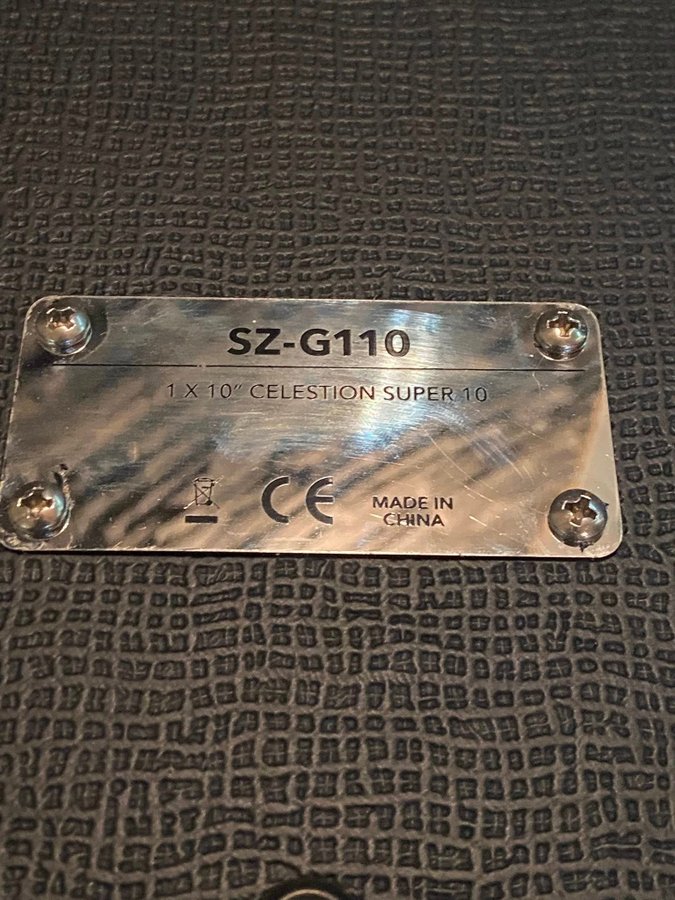 SZ-G110
1 X 10″ CELESTION SUPER 10
CE
MADE IN
CHINA